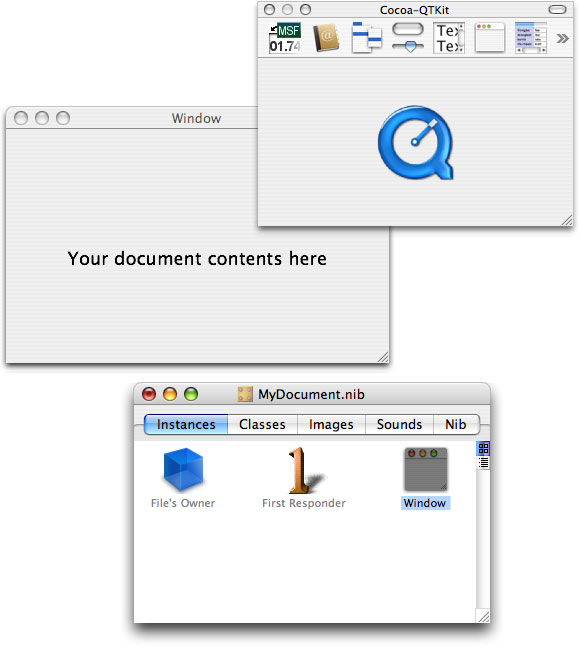 Cocoa-QTKit
MSF
01.74
Tex
Tex
Window
Your document contents here
MyDocument.nib
Instances Classes Images Sounds Nib
File's Owner First Responder Window